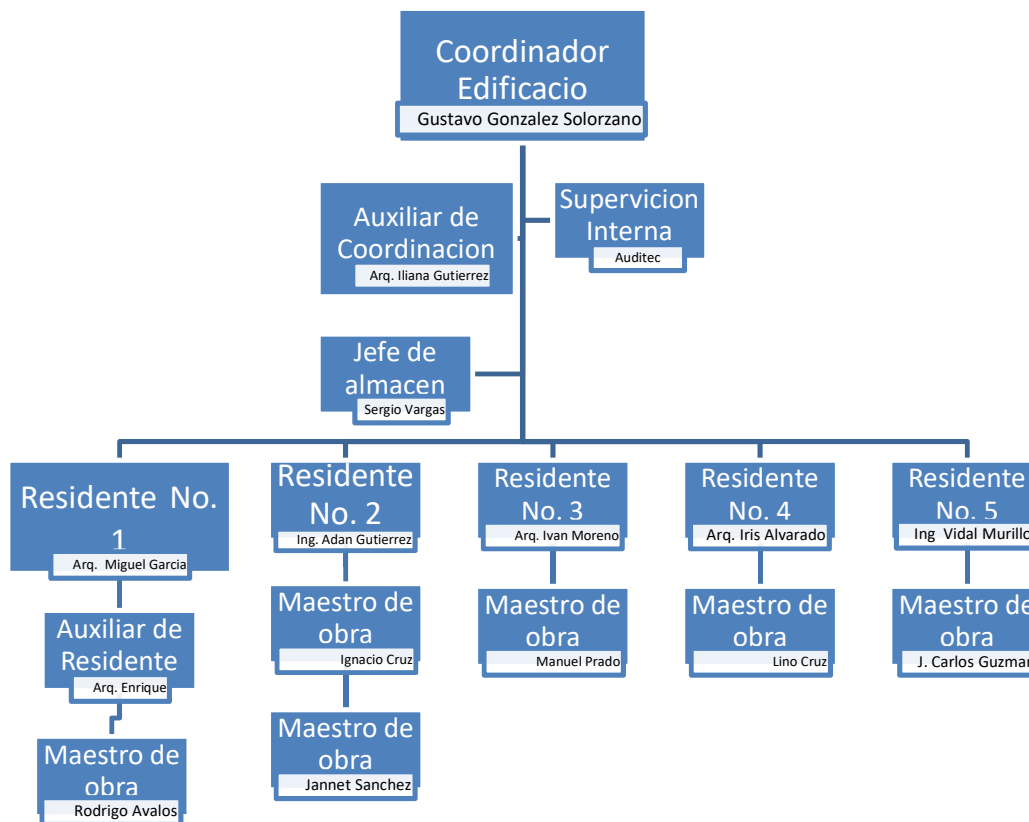 Coordinador
Edificacio
Gustavo Gonzalez Solorzano
Auxiliar de
Coordinacion
Arq. Iliana Gutierrez
Supervicion
Interna
Auditec
Jefe de
almacen
Sergio Vargas
Residente No.
1
Arq. Miguel Garcia
Residente
No. 2
Ing. Adan Gutierrez
Residente
No. 3
Arq. Ivan Moreno
Residente
No. 4
Arq. Iris Alvarado
Residente
No. 5
Ing Vidal Murillo
Auxiliar de
Residente
Arq. Enrique
Maestro de
obra
Rodrigo Avalos
Maestro de
obra
Ignacio Cruz
Maestro de
obra
Jannet Sanchez
Maestro de
obra
Manuel Prado
Maestro de
obra
Lino Cruz
Maestro de
obra
J. Carlos Guzman